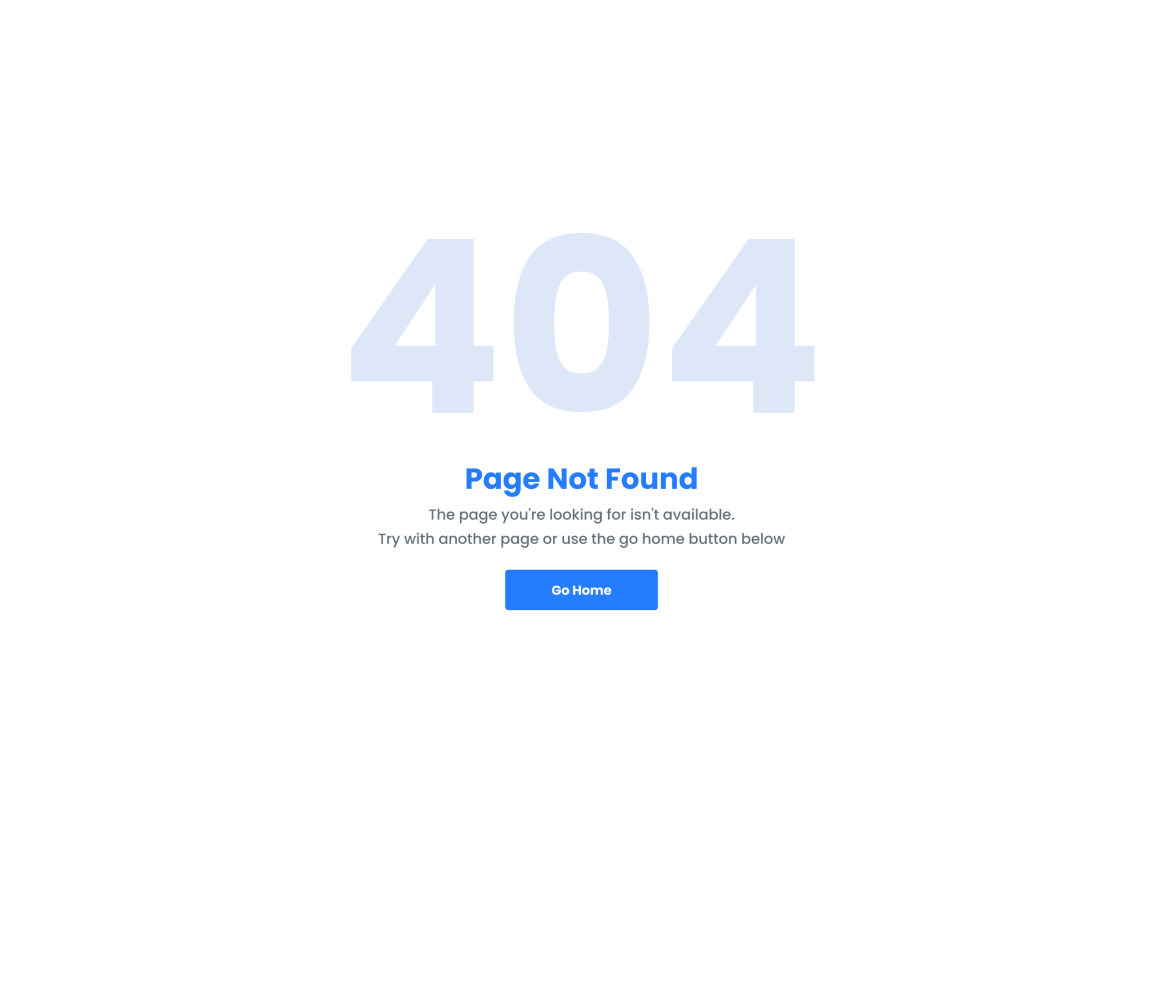 404
Page Not Found
The page you're looking for isn't available.
Try with another page or use the go home button below
Go Home